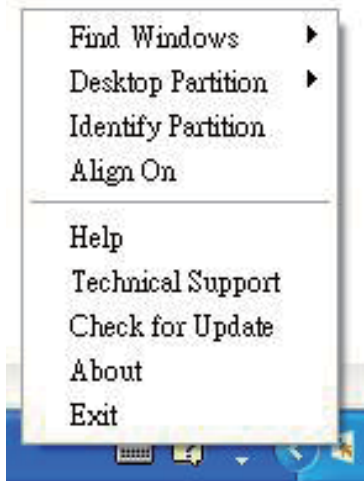 Find Windows
Desktop Partition
Identify Partition
Align On
Help
Technical Support
Check for Update
About
Exit